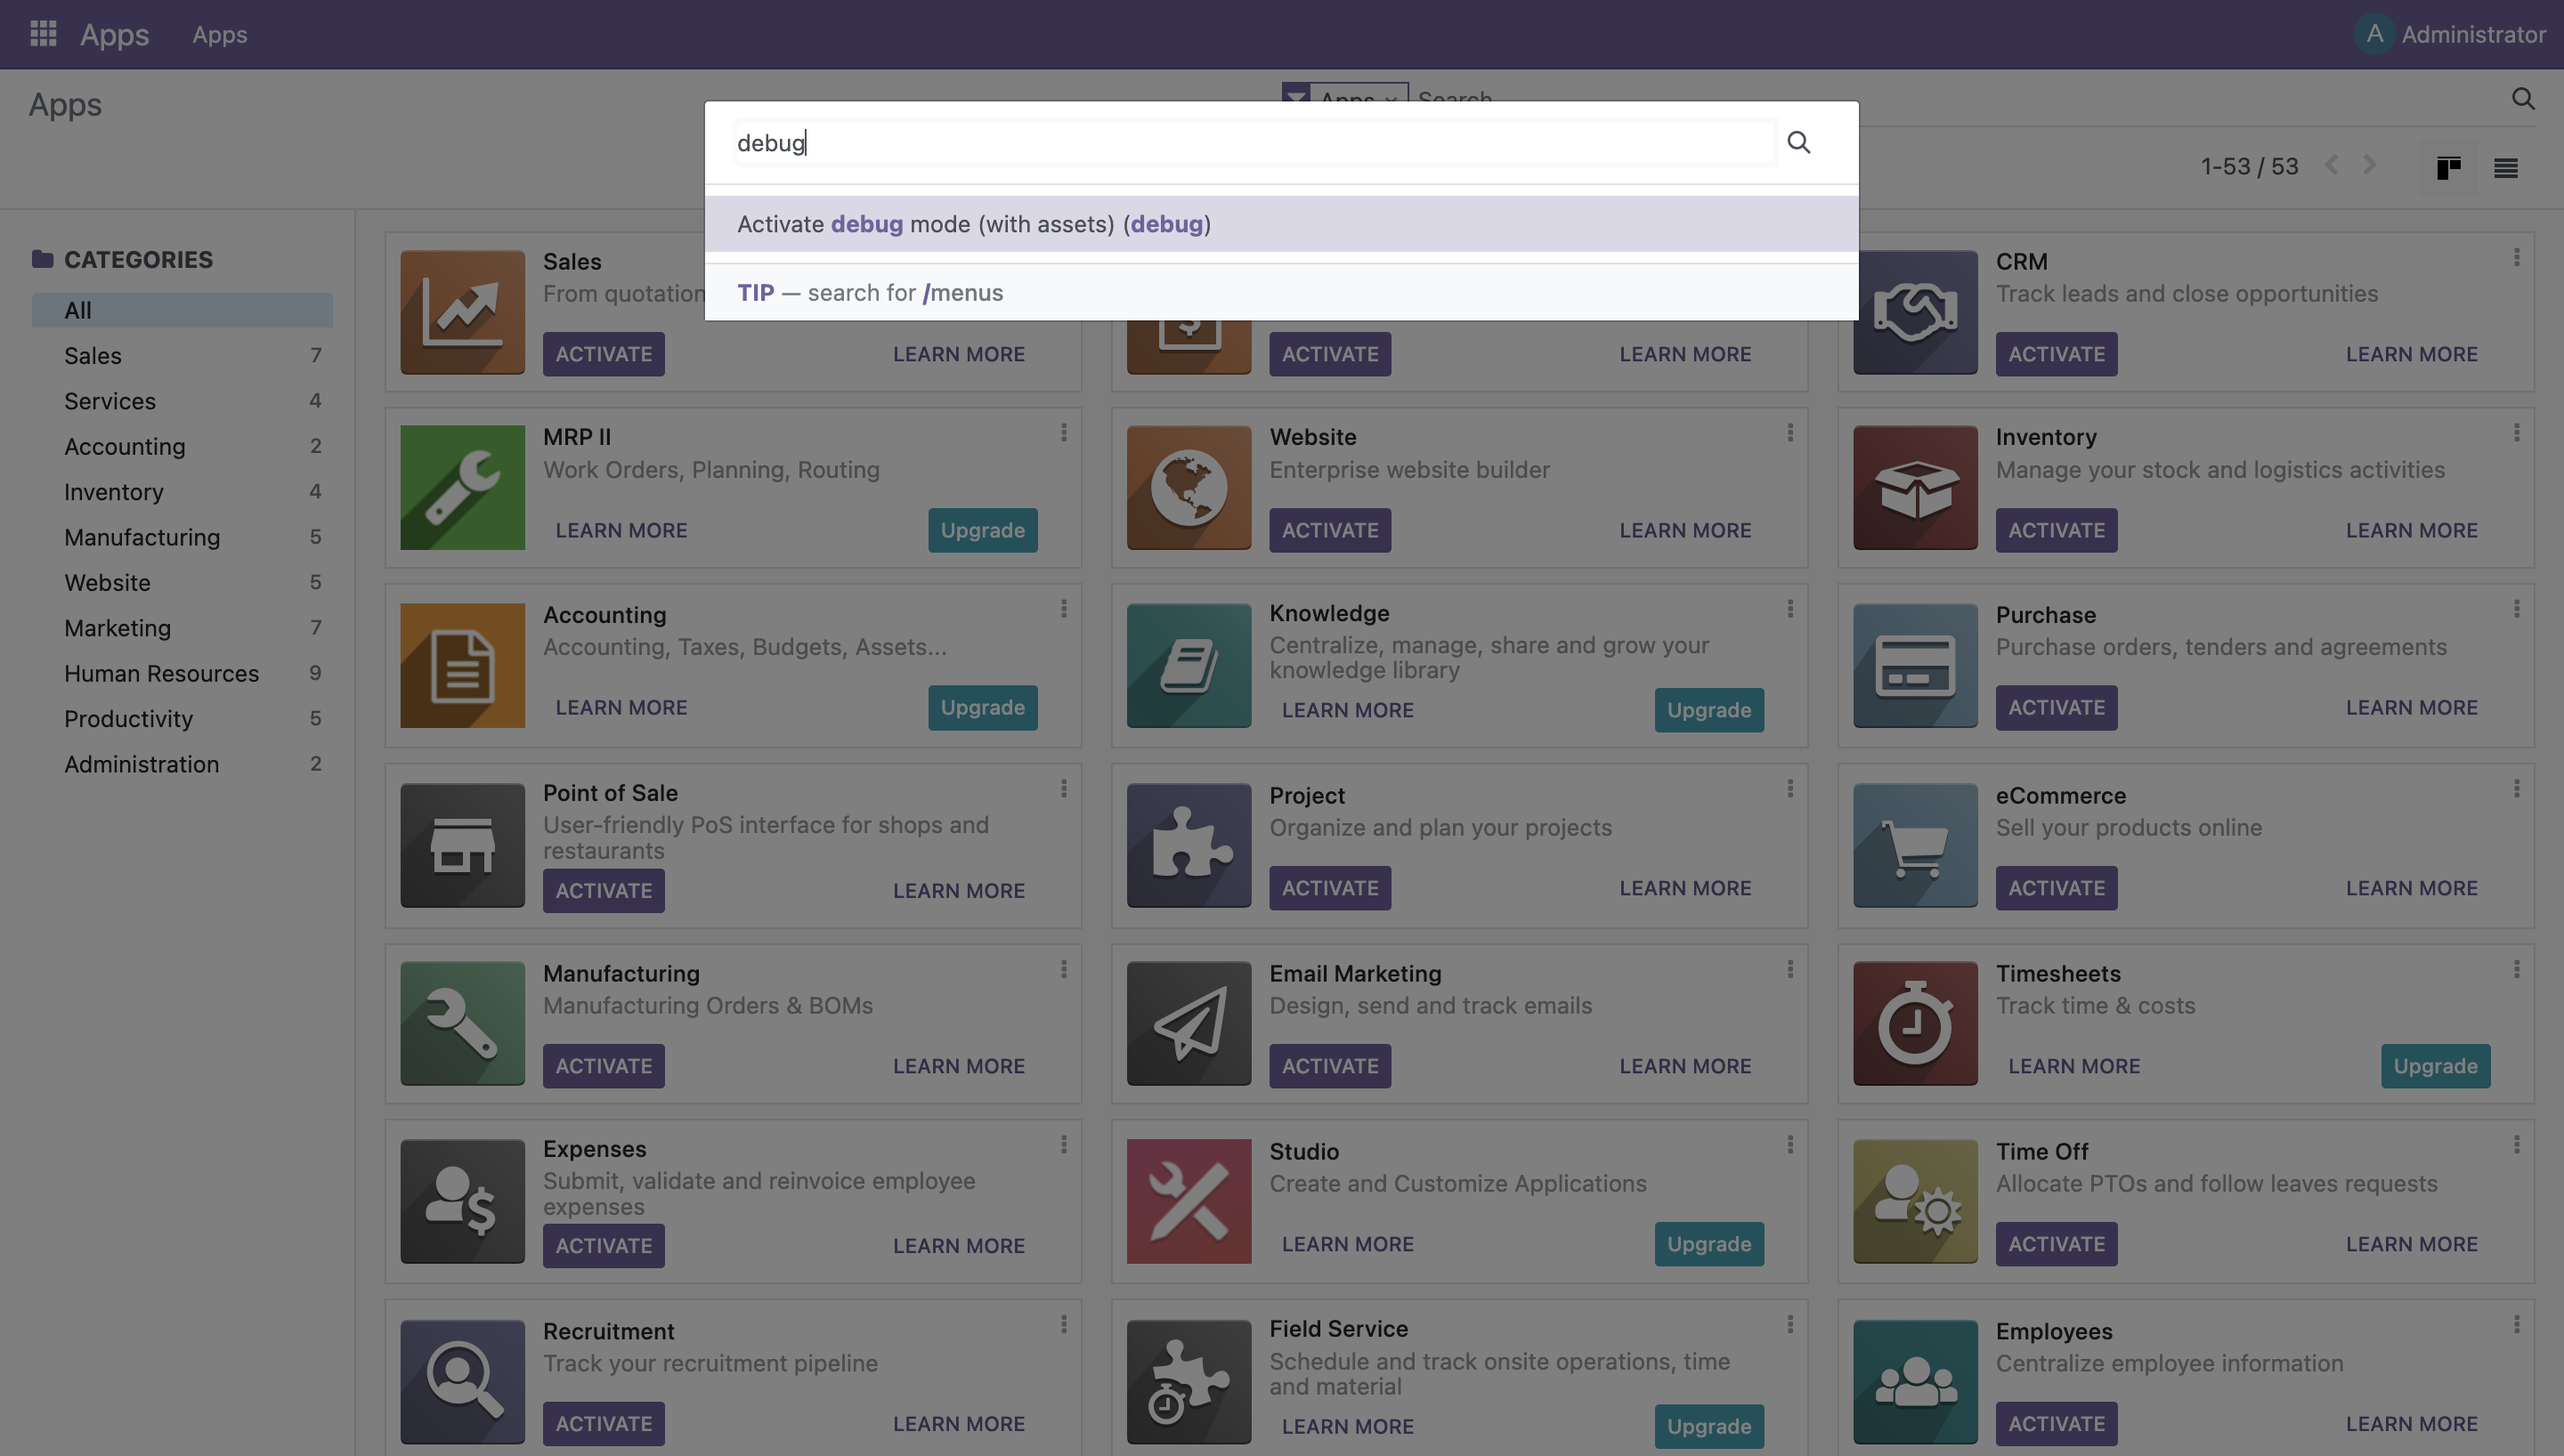 Apps
Apps
A Administrator
Apps
Apps × Search
debug
1-53 / 53
Activate debug mode (with assets) (debug)
TIP — search for /menus
CATEGORIES
All
Sales 7
Services 4
Accounting 2
Inventory 4
Manufacturing 5
Website 5
Marketing 7
Human Resources 9
Productivity 5
Administration 2
Sales
From quotation
ACTIVATE LEARN MORE
ACTIVATE LEARN MORE
CRM
Track leads and close opportunities
ACTIVATE LEARN MORE
MRP II
Work Orders, Planning, Routing
LEARN MORE Upgrade
Website
Enterprise website builder
ACTIVATE LEARN MORE
Inventory
Manage your stock and logistics activities
ACTIVATE LEARN MORE
Accounting
Accounting, Taxes, Budgets, Assets...
LEARN MORE Upgrade
Knowledge
Centralize, manage, share and grow your
knowledge library
LEARN MORE Upgrade
Purchase
Purchase orders, tenders and agreements
ACTIVATE LEARN MORE
Point of Sale
User-friendly PoS interface for shops and
restaurants
ACTIVATE LEARN MORE
Project
Organize and plan your projects
ACTIVATE LEARN MORE
eCommerce
Sell your products online
ACTIVATE LEARN MORE
Manufacturing
Manufacturing Orders & BOMs
ACTIVATE LEARN MORE
Email Marketing
Design, send and track emails
ACTIVATE LEARN MORE
Timesheets
Track time & costs
LEARN MORE Upgrade
Expenses
Submit, validate and reinvoice employee
expenses
ACTIVATE LEARN MORE
Studio
Create and Customize Applications
LEARN MORE Upgrade
Time Off
Allocate PTOs and follow leaves requests
ACTIVATE LEARN MORE
Recruitment
Track your recruitment pipeline
ACTIVATE LEARN MORE
Field Service
Schedule and track onsite operations, time
and material
LEARN MORE Upgrade
Employees
Centralize employee information
ACTIVATE LEARN MORE